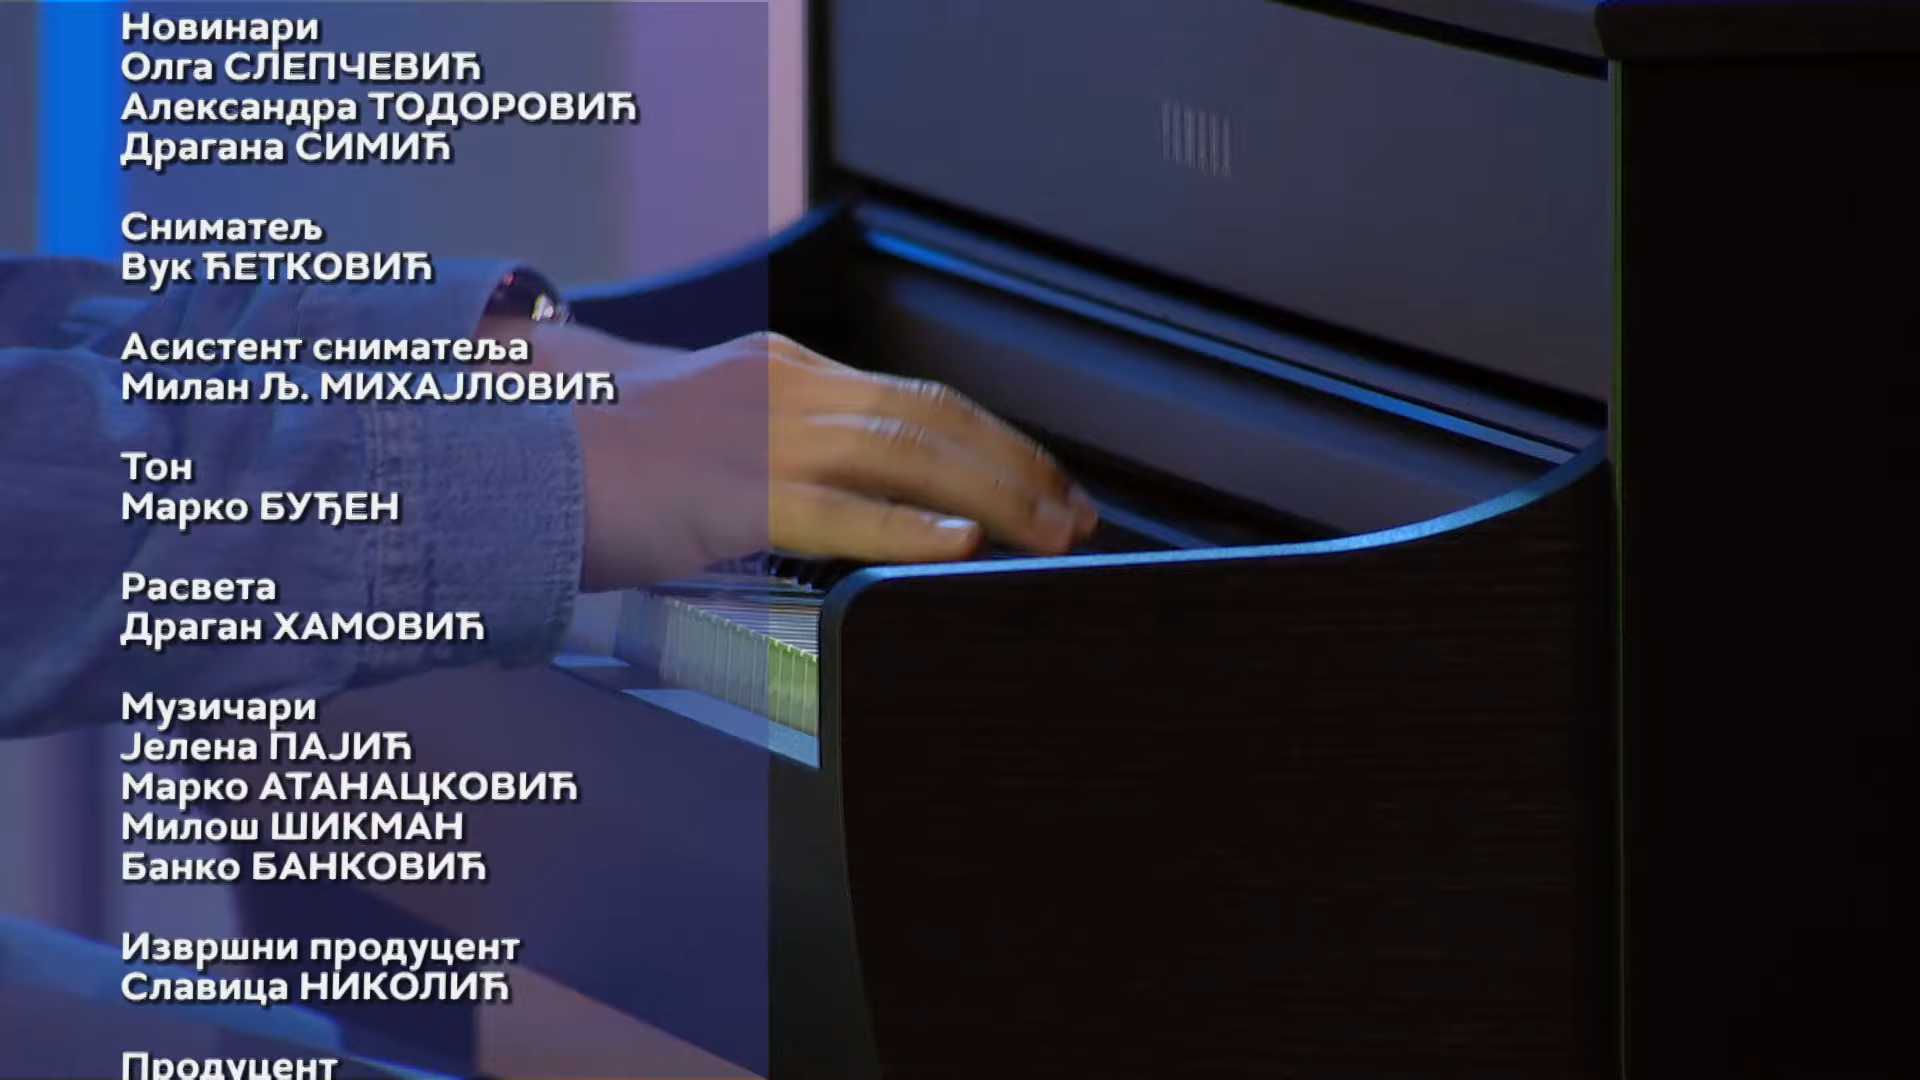 Новинари
Олга СЛЕПЧЕВИЋ
Александра ТОДОРОВИЋ
Драгана СИМИЋ
Сниматељ
Вук ЋЕТКОВИЋ
Асистент сниматеља
Милан Љ. МИХАЈЛОВИЋ
Тон
Марко БУЂЕН
Расвета
Драган ХАМОВИЋ
Музичари
Јелена ПАЈИЋ
Марко АТАНАЦКОВИЋ
Милош ШИКМАН
Банко БАНКОВИЋ
Извршни продуцент
Славица НИКОЛИЋ
Продуцент
YAMAHA